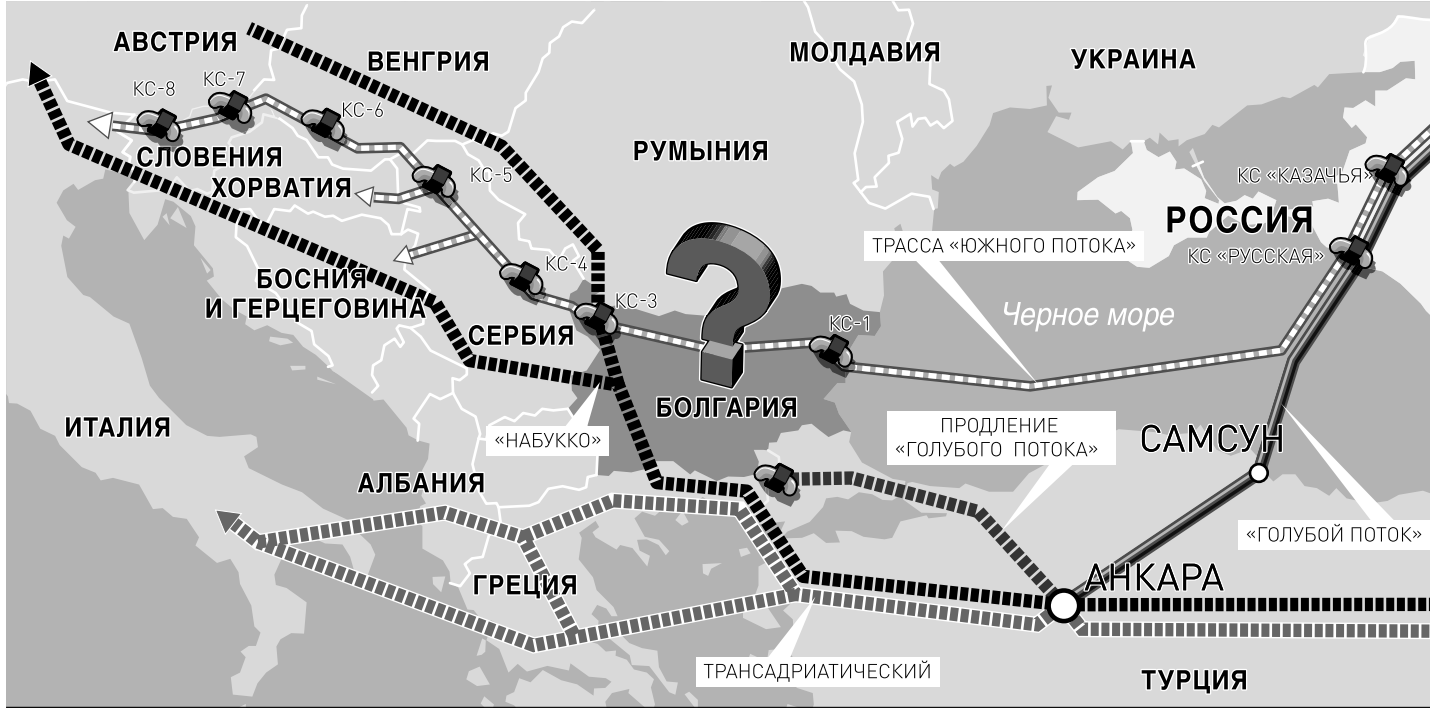 АВСТРИЯ
ВЕНГРИЯ
МОЛДАВИЯ
УКРАИНА
КС-8
КС-7
КС-6
СЛОВЕНИЯ
ХОРВАТИЯ
КС-5
РУМЫНИЯ
КС «КАЗАЧЬЯ»
РОССИЯ
КС «РУССКАЯ»
ТРАССА «ЮЖНОГО ПОТОКА»
БОСНИЯ
И ГЕРЦЕГОВИНА
КС-4
КС-3
СЕРБИЯ
?
КС-1
Черное море
БОЛГАРИЯ
ИТАЛИЯ
«НАБУККО»
ПРОДЛЕНИЕ
«ГОЛУБОГО ПОТОКА»
САМСУН
АЛБАНИЯ
«ГОЛУБОЙ ПОТОК»
ГРЕЦИЯ
АНКАРА
ТРАНСАДРИАТИЧЕСКИЙ
ТУРЦИЯ